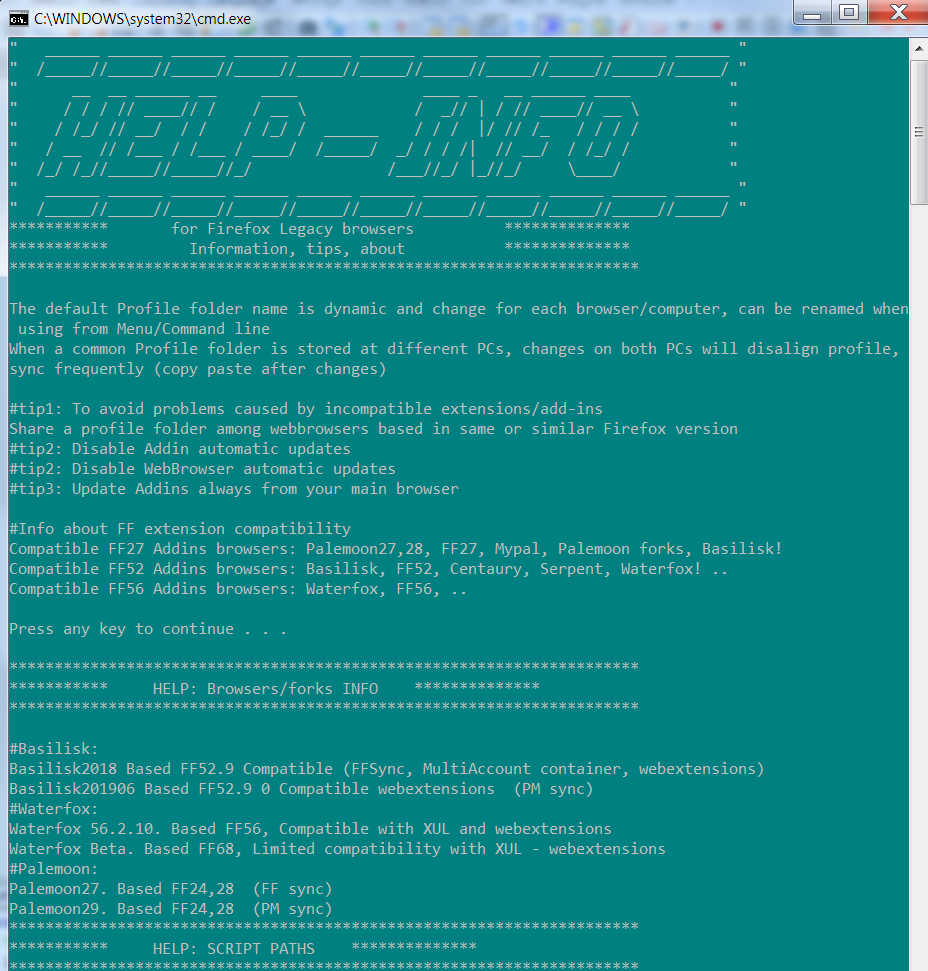 C:\WINDOWS\system32\cmd.exe
HELP - INFO
*********** for Firefox Legacy browsers **************
*********** Information, tips, about **************
**********************************************************************
The default Profile folder name is dynamic and change for each browser/computer, can be renamed when
using from Menu/Command line
When a common Profile folder is stored at different PCs, changes on both PCs will disalign profile,
sync frequently (copy paste after changes)
#tip1: To avoid problems caused by incompatible extensions/add-ins
Share a profile folder among webbrowsers based in same or similar Firefox version
#tip2: Disable Addin automatic updates
#tip2: Disable WebBrowser automatic updates
#tip3: Update Addins always from your main browser
#Info about FF extension compatibility
Compatible FF27 Addins browsers: Palemoon27,28, FF27, Mypal, Palemoon forks, Basilisk!
Compatible FF52 Addins browsers: Basilisk, FF52, Centaury, Serpent, Waterfox! ..
Compatible FF56 Addins browsers: Waterfox, FF56, ..
Press any key to continue . . .
**********************************************************************
*********** HELP: Browsers/forks INFO **************
**********************************************************************
#Basilisk:
Basilisk2018 Based FF52.9 Compatible (FFSync, MultiAccount container, webextensions)
Basilisk201906 Based FF52.9 0 Compatible webextensions (PM sync)
#Waterfox:
Waterfox 56.2.10. Based FF56, Compatible with XUL and webextensions
Waterfox Beta. Based FF68, Limited compatibility with XUL - webextensions
#Palemoon:
Palemoon27. Based FF24,28 (FF sync)
Palemoon29. Based FF24,28 (PM sync)
**********************************************************************
*********** HELP: SCRIPT PATHS **************
**********************************************************************